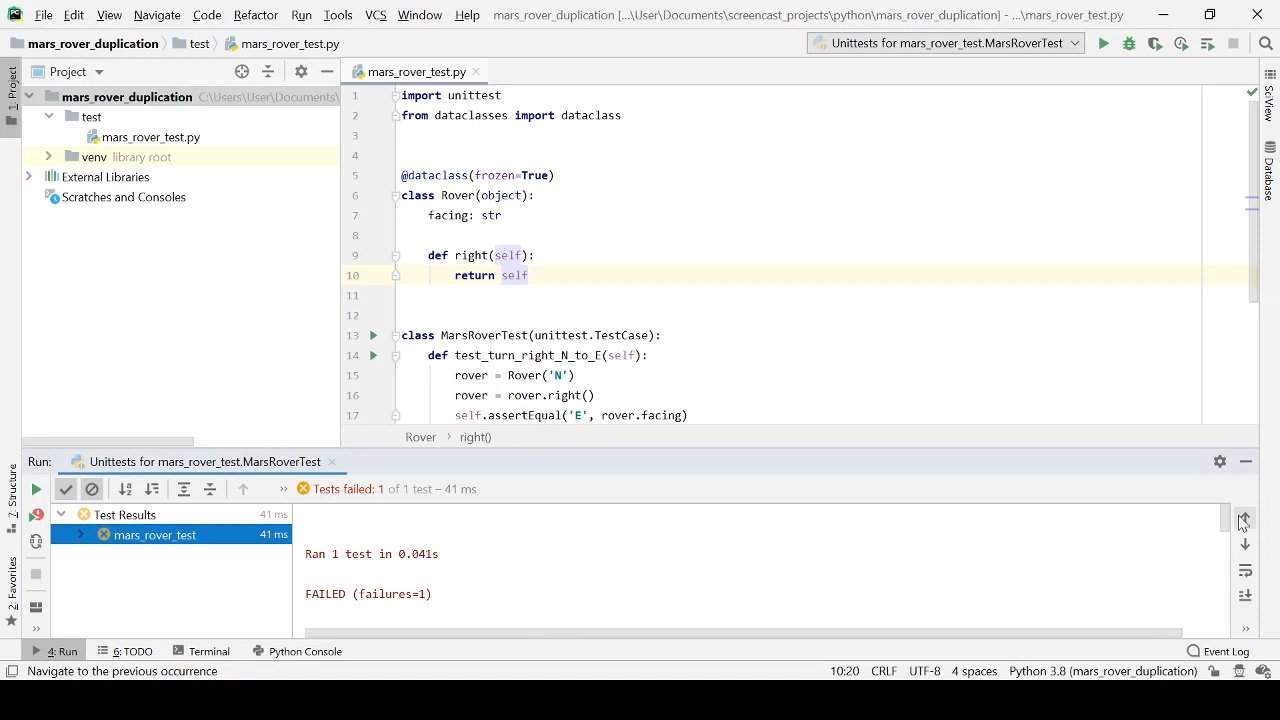 File Edit View Navigate Code Refactor Run Tools VCS Window Help mars_rover_duplication [...\User\Documents\screencast_projects\python\mars_rover_duplication] - ...\mars_rover_test.py
mars_rover_duplication test mars_rover_test.py Unittests for mars_rover_test.MarsRoverTest
1: Project
Project
mars_rover_duplication C:\Users\User\Documents\
test
mars_rover_test.py
venv library root
External Libraries
Scratches and Consoles
mars_rover_test.py
1 import unittest
2 from dataclasses import dataclass
3
4
5 @dataclass(frozen=True)
6 class Rover(object):
7 facing: str
8
9 def right(self):
10 return self
11
12
13 class MarsRoverTest(unittest.TestCase):
14 def test_turn_right_N_to_E(self):
15 rover = Rover('N')
16 rover = rover.right()
17 self.assertEqual('E', rover.facing)
Rover right()
SciView
Database
Run: Unittests for mars_rover_test.MarsRoverTest
Tests failed: 1 of 1 test – 41 ms
Test Results 41 ms
mars_rover_test 41 ms
Ran 1 test in 0.041s
FAILED (failures=1)
Z: Structure
2: Favorites
4: Run 6: TODO Terminal Python Console Event Log
Navigate to the previous occurrence 10:20 CRLF UTF-8 4 spaces Python 3.8 (mars_rover_duplication)